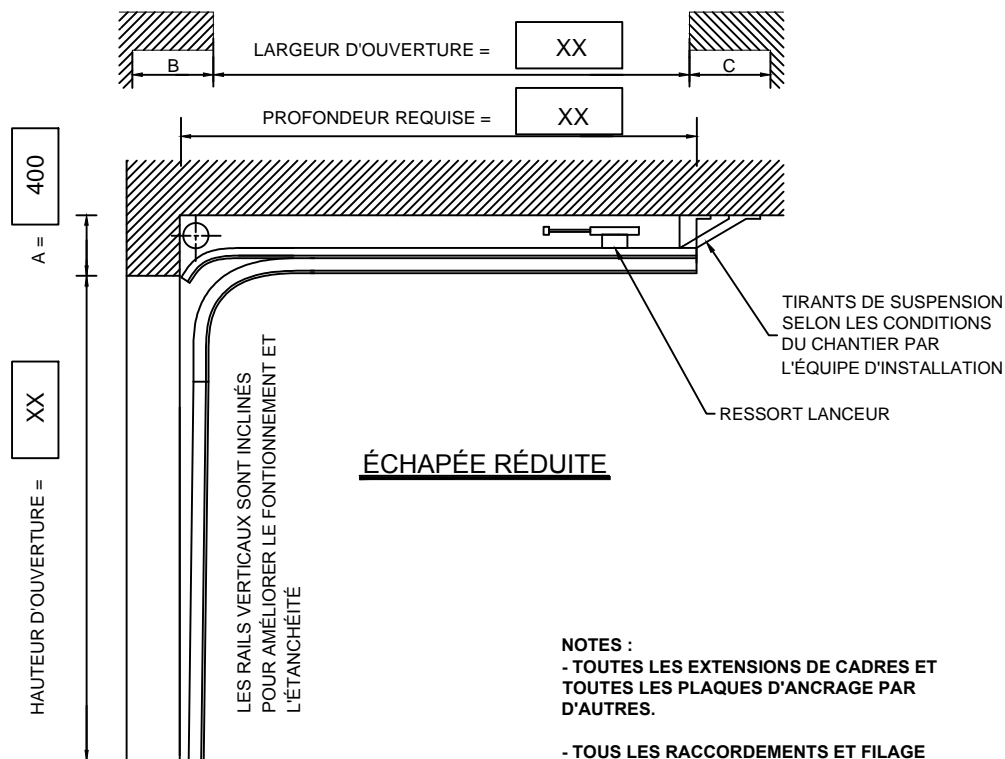 LARGEUR D'OUVERTURE = XX
B
C
PROFONDEUR REQUISE = XX
A = 400
TIRANTS DE SUSPENSION
SELON LES CONDITIONS
DU CHANTIER PAR
L'ÉQUIPE D'INSTALLATION
RESSORT LANCEUR
HAUTEUR D'OUVERTURE = XX
LES RAILS VERTICAUX SONT INCLINÉS
POUR AMÉLIORER LE FONTIONNEMENT ET
L'ÉTANCHÉITÉ
ÉCHAPÉE RÉDUITE
NOTES :
- TOUTES LES EXTENSIONS DE CADRES ET
TOUTES LES PLAQUES D'ANCRAGE PAR
D'AUTRES.
- TOUS LES RACCORDEMENTS ET FILAGE